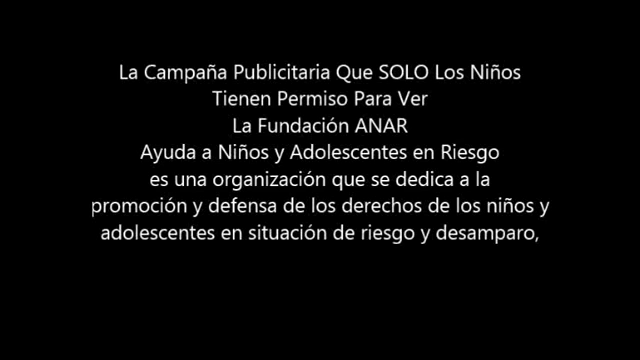 La Campaña Publicitaria Que SOLO Los Niños
Tienen Permiso Para Ver
La Fundación ANAR
Ayuda a Niños y Adolescentes en Riesgo
es una organización que se dedica a la
promoción y defensa de los derechos de los niños y
adolescentes en situación de riesgo y desamparo,